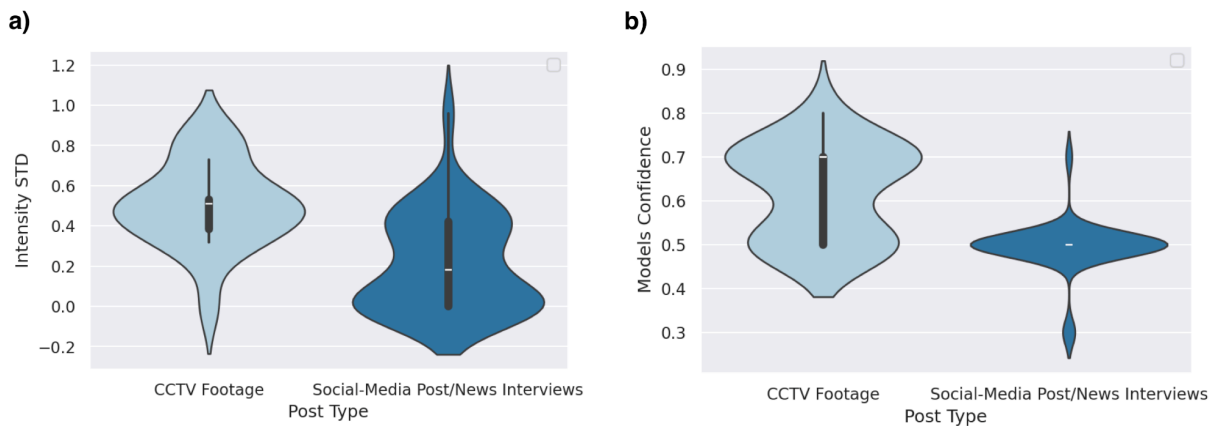 a)
1.2
1.0
0.8
0.6
0.4
0.2
0.0
−0.2
Intensity STD
CCTV Footage
Social-Media Post/News Interviews
Post Type
b)
0.9
0.8
0.7
0.6
0.5
0.4
0.3
Models Confidence
CCTV Footage
Social-Media Post/News Interviews
Post Type